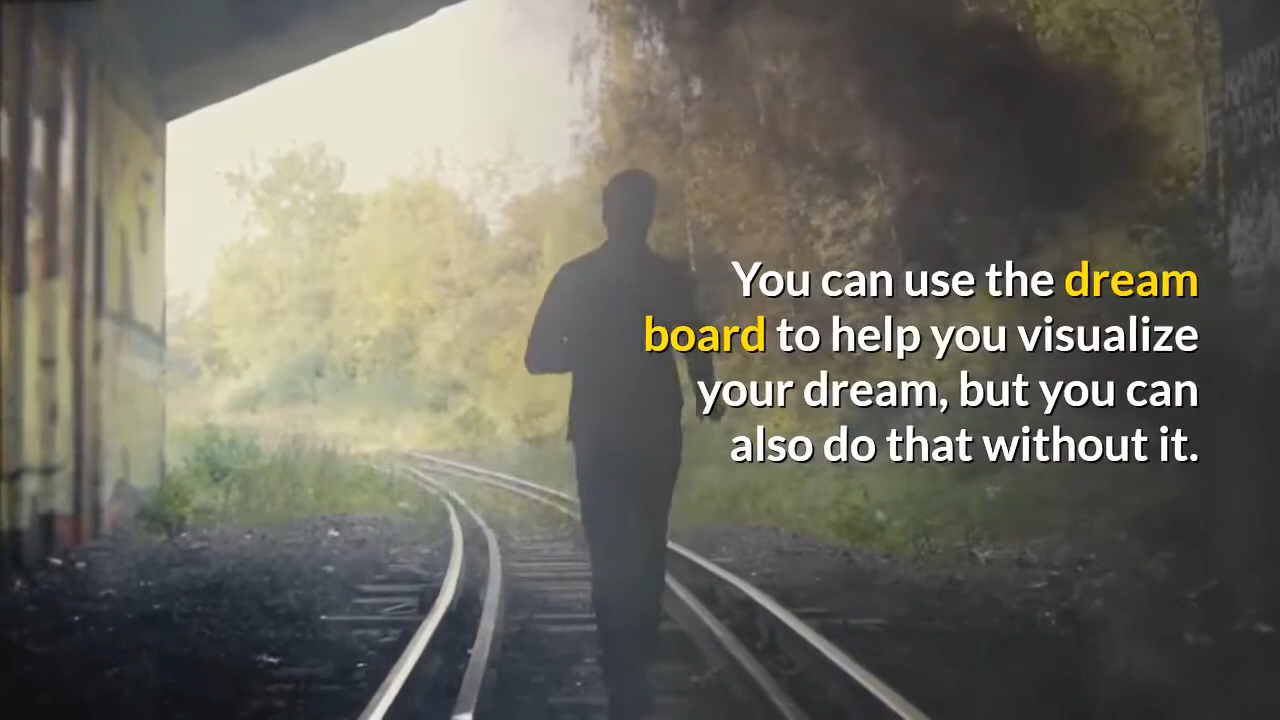 You can use the dream
board to help you visualize
your dream, but you can
also do that without it.